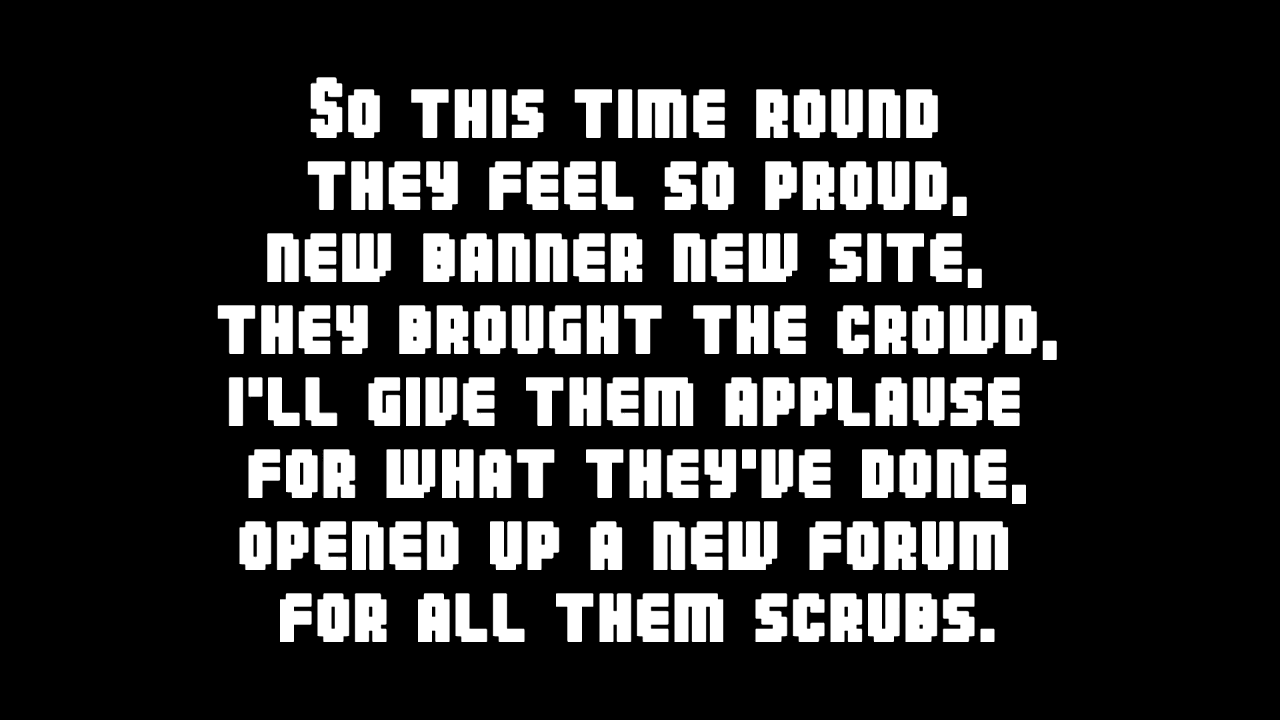 So this time round
they feel so proud,
new banner new site,
they brought the crowd,
I'll give them applause
for what they've done,
opened up a new forum
for all them scrubs.